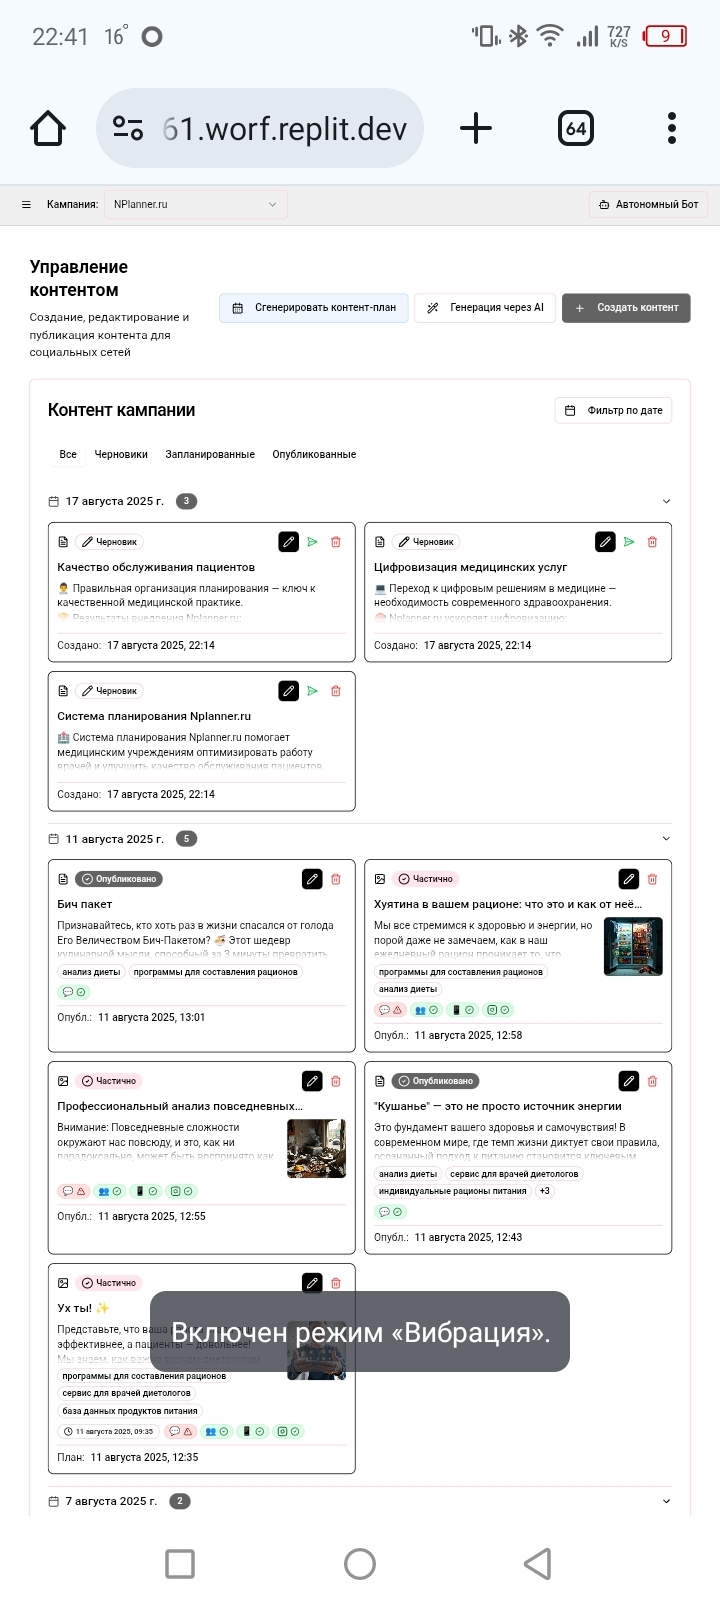 22:41 16° 727 K/S 9
61.worf.replit.dev 64
Кампания: NPlanner.ru Автономный Бот
Управление
контентом
Создание, редактирование и
публикация контента для
социальных сетей
Сгенерировать контент-план Генерация через AI Создать контент
Контент кампании Фильтр по дате
Все Черновики Запланированные Опубликованные
17 августа 2025 г. 3
Черновик
Качество обслуживания пациентов
👨‍⚕️ Правильная организация планирования — ключ к
качественной медицинской практике.
Результаты внедрения Nplanner.ru:
Создано: 17 августа 2025, 22:14
Черновик
Цифровизация медицинских услуг
💻 Переход к цифровым решениям в медицине —
необходимость современного здравоохранения.
Nplanner.ru ускоряет цифровизацию:
Создано: 17 августа 2025, 22:14
Черновик
Система планирования Nplanner.ru
🏥 Система планирования Nplanner.ru помогает
медицинским учреждениям оптимизировать работу
врачей и улучшить качество обслуживания пациентов.
Создано: 17 августа 2025, 22:14
11 августа 2025 г. 5
Опубликовано
Бич пакет
Признавайтесь, кто хоть раз в жизни спасался от голода
Его Величеством Бич-Пакетом? 🍜 Этот шедевр
кулинарной мысли, способный за 3 минуты превратить
анализ диеты программы для составления рационов
Опубл.: 11 августа 2025, 13:01
Частично
Хуятина в вашем рационе: что это и как от неё...
Мы все стремимся к здоровью и энергии, но
порой даже не замечаем, как в наш
ежедневный рацион проникает то, что
программы для составления рационов
анализ диеты
Опубл.: 11 августа 2025, 12:58
Частично
Профессиональный анализ повседневных...
Внимание: Повседневные сложности
окружают нас повсюду, и это, как ни
парадоксально, может быть воспринято как
Опубл.: 11 августа 2025, 12:55
Опубликовано
"Кушанье" — это не просто источник энергии
Это фундамент вашего здоровья и самочувствия! В
современном мире, где темп жизни диктует свои правила,
осознанный подход к питанию становится ключевым
анализ диеты сервис для врачей диетологов
индивидуальные рационы питания +3
Опубл.: 11 августа 2025, 12:43
Частично
Ух ты! ✨
Представьте, что ваша
эффективнее, а пациенты — довольнее!
Мы знаем, как важно
Включен режим «Вибрация».
программы для составления рационов
сервис для врачей диетологов
база данных продуктов питания
11 августа 2025, 09:35
План: 11 августа 2025, 12:35
7 августа 2025 г. 2